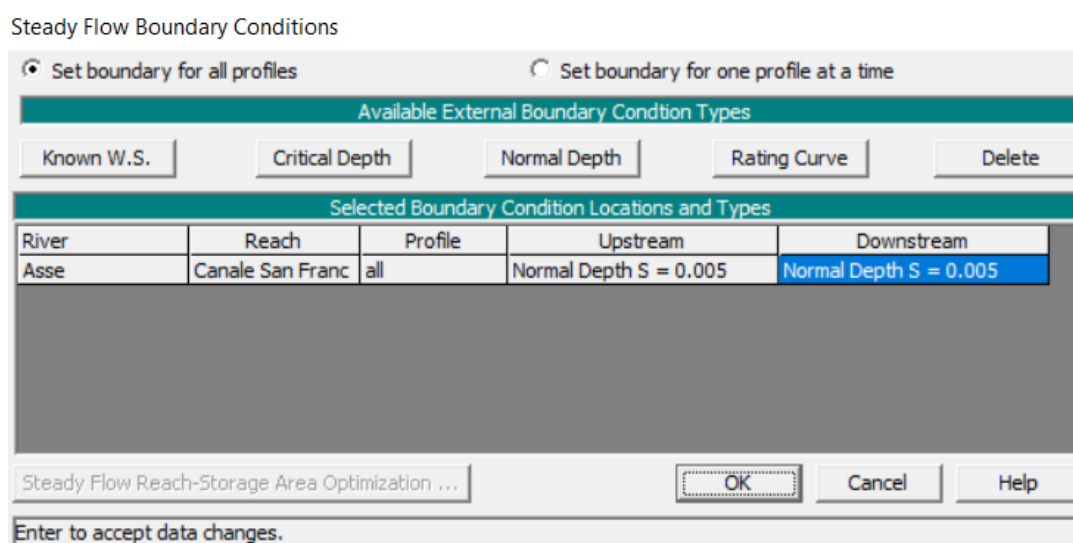 Steady Flow Boundary Conditions
Set boundary for all profiles Set boundary for one profile at a time
Available External Boundary Condtion Types
Known W.S. Critical Depth Normal Depth Rating Curve Delete
Selected Boundary Condition Locations and Types
River Reach Profile Upstream Downstream
Asse Canale San Franc all Normal Depth S = 0.005 Normal Depth S = 0.005
Steady Flow Reach-Storage Area Optimization ... OK Cancel Help
Enter to accept data changes.